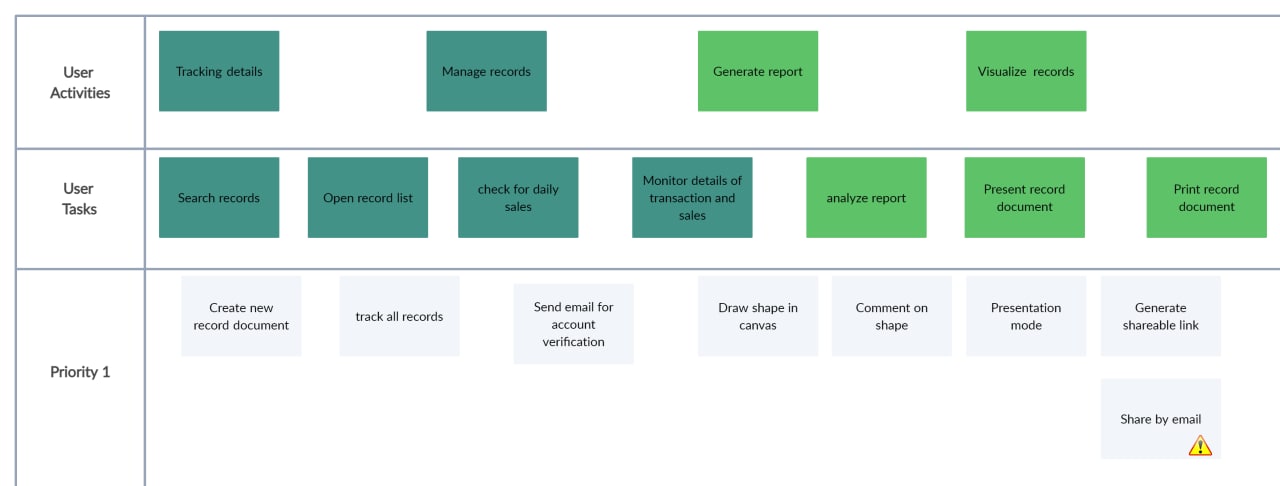 User
Activities
Tracking details
Manage records
Generate report
Visualize records
User
Tasks
Search records
Open record list
check for daily
sales
Monitor details of
transaction and
sales
analyze report
Present record
document
Print record
document
Priority 1
Create new
record document
track all records
Send email for
account
verification
Draw shape in
canvas
Comment on
shape
Presentation
mode
Generate
shareable link
Share by email